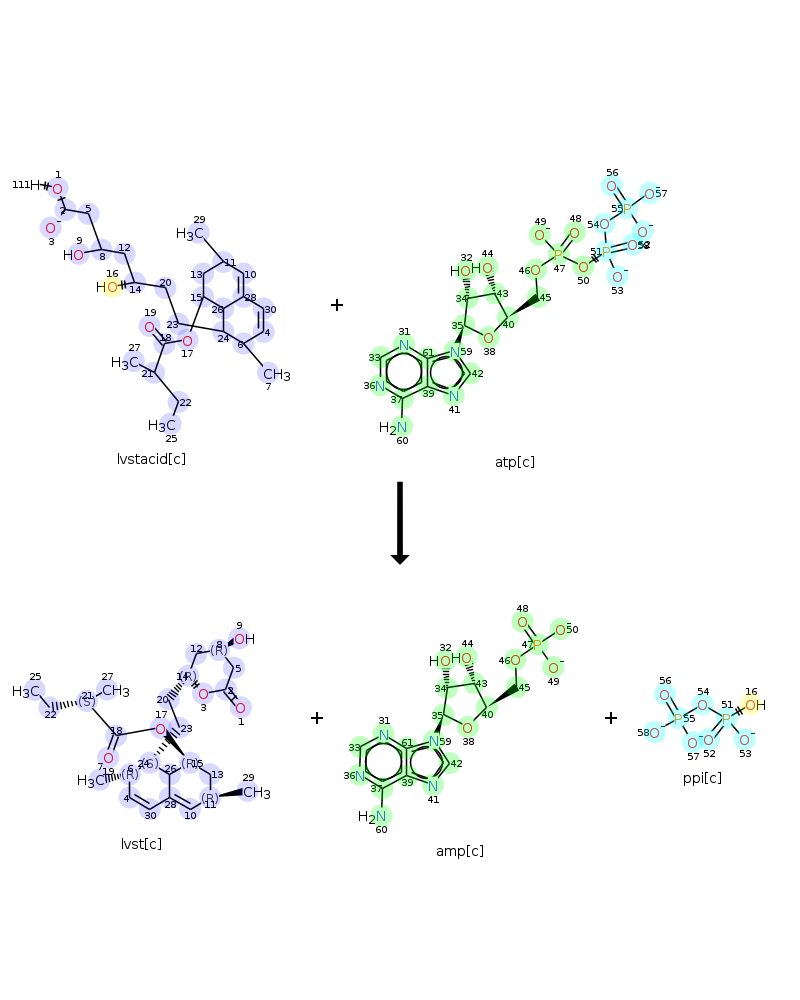 1
111 H O
2 5
O⁻
3
9
HO
8
12
16
HO
14
20
19
O
18
O
17
23
27
H₃C
21
22
H₃C
25
29
H₃C
11
13 10
15 28
26 30
24 6 4
CH₃
7
lvstacid[c]
+
56
O
55 P O⁻ 57
54 O O⁻
49 48
O⁻ O
47 P
46 O O
50
51 P O
O⁻
53
32 44
HO HO
34 43
45
35 40
O
38
31
N
33 61 N 59
36 N 39 42
37 N
41
H₂N
60
atp[c]
9
OH
12 8 (R)
5
14 (R) 2
O O
3 1
25 27
H₃C CH₃
21 (S)
22
20
17
18 O 23
O
19
7 H₃C
6 (R)
24 (S)
15 (R)
26 13 29
CH₃
4 28 11 (R)
30 10
lvst[c]
+
48
O
47 P O⁻ 50
46 O O⁻
49
32 44
HO HO
34 43
45
35 40
O
38
31
N
33 61 N 59
36 N 39 42
37 N
41
H₂N
60
amp[c]
+
56 54 51 16
O O OH
55 P P
58 O⁻ O⁻ O O⁻
57 52 53
ppi[c]